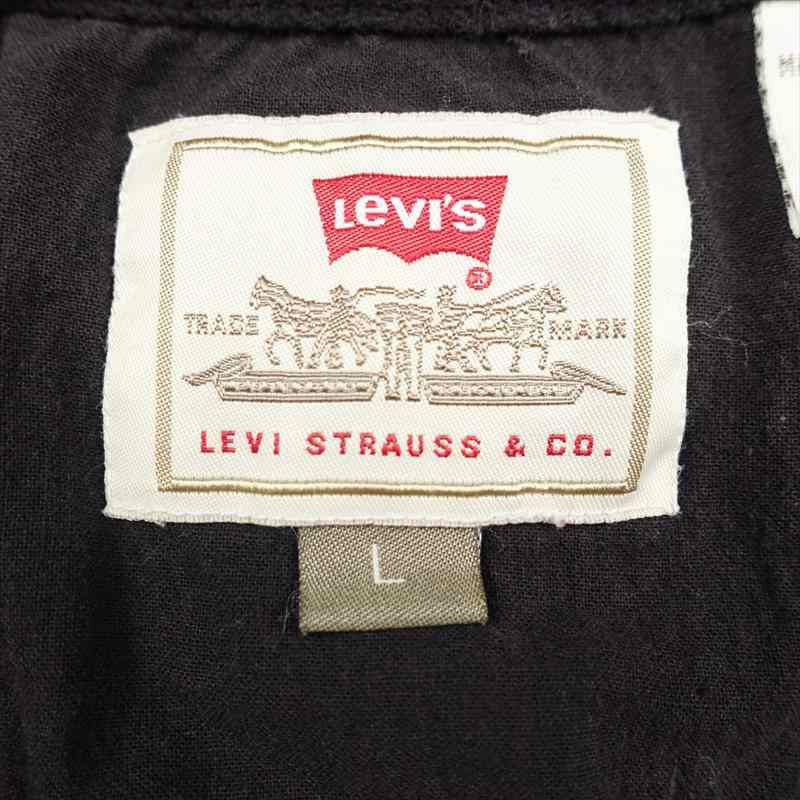 LEVI'S
®
TRADE MARK
LEVI STRAUSS & CO.
L